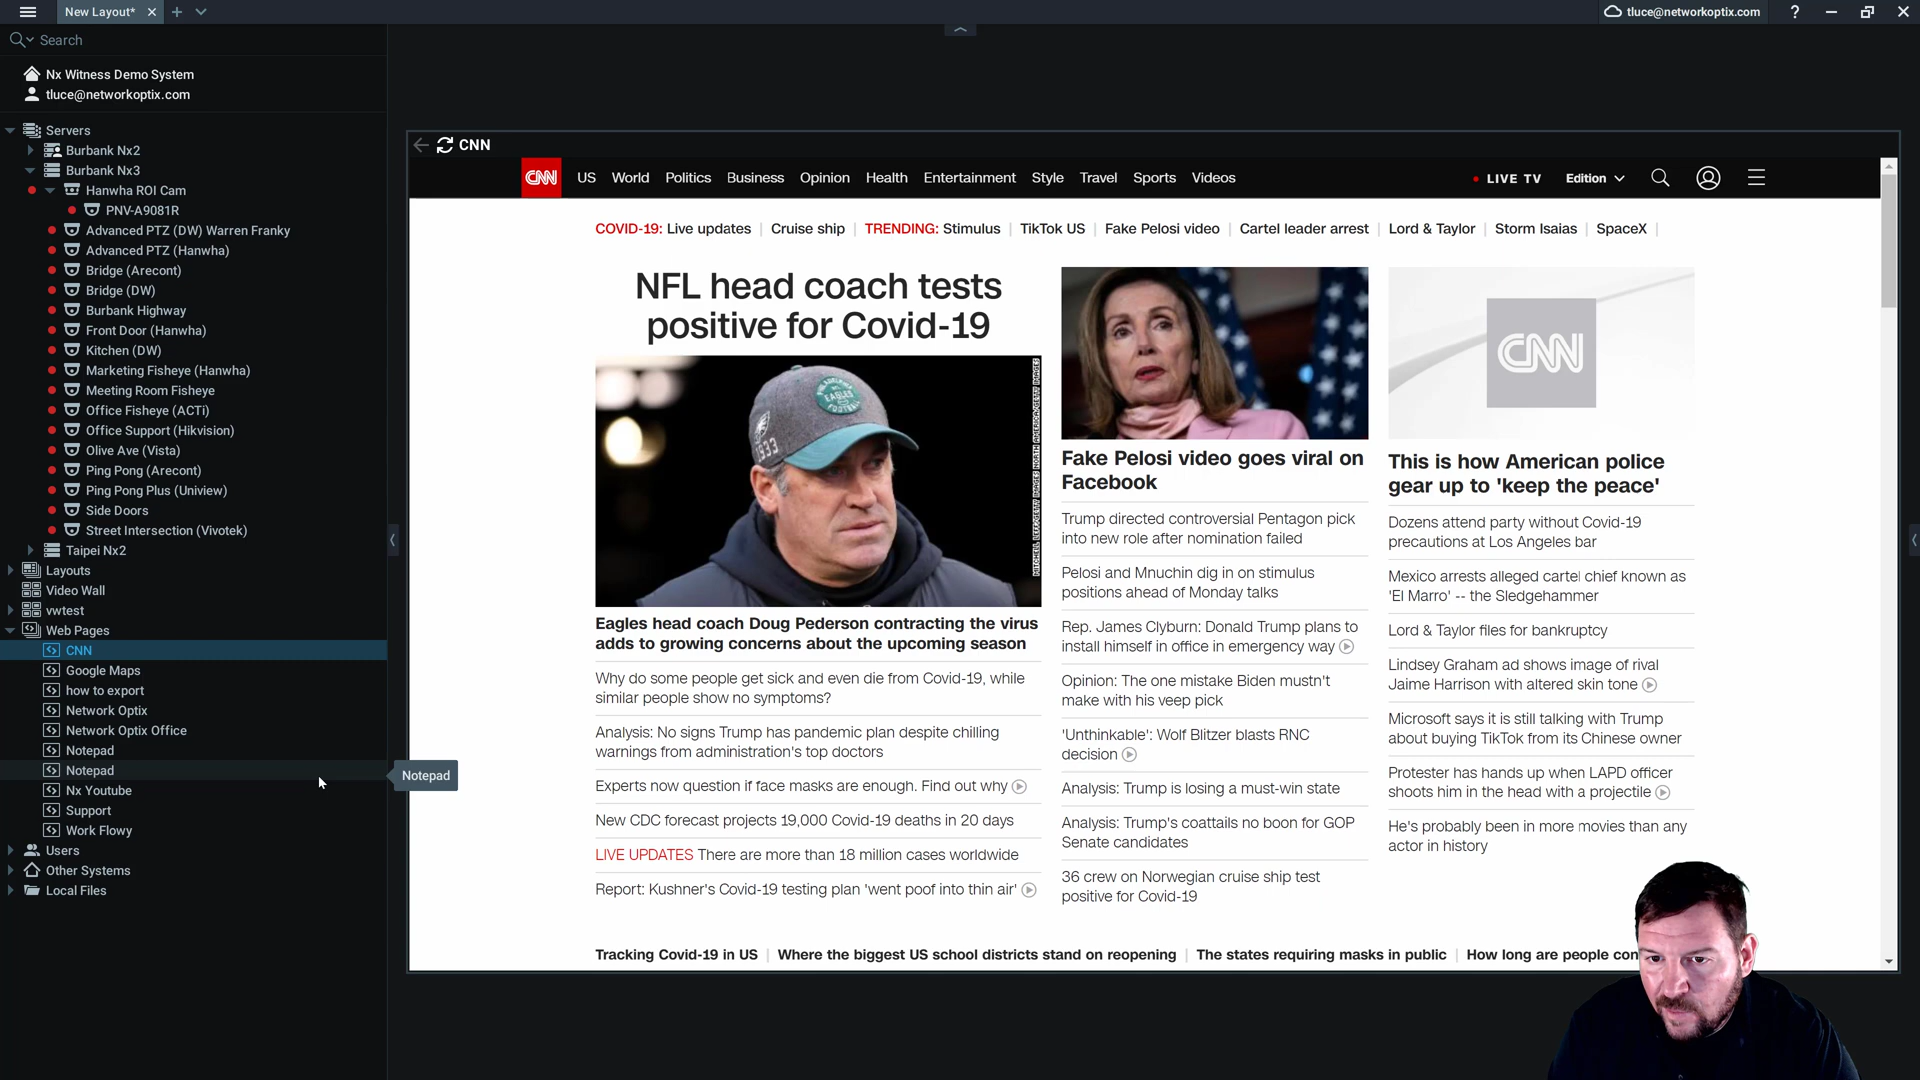 New Layout*
tluce@networkoptix.com
?
Search
Nx Witness Demo System
tluce@networkoptix.com
Servers
Burbank Nx2
Burbank Nx3
Hanwha ROI Cam
PNV-A9081R
Advanced PTZ (DW) Warren Franky
Advanced PTZ (Hanwha)
Bridge (Arecont)
Bridge (DW)
Burbank Highway
Front Door (Hanwha)
Kitchen (DW)
Marketing Fisheye (Hanwha)
Meeting Room Fisheye
Office Fisheye (ACTi)
Office Support (Hikvision)
Olive Ave (Vista)
Ping Pong (Arecont)
Ping Pong Plus (Uniview)
Side Doors
Street Intersection (Vivotek)
Taipei Nx2
Layouts
Video Wall
vwtest
Web Pages
CNN
Google Maps
how to export
Network Optix
Network Optix Office
Notepad
Notepad
Nx Youtube
Support
Work Flowy
Users
Other Systems
Local Files
Notepad
CNN
CNN US World Politics Business Opinion Health Entertainment Style Travel Sports Videos LIVE TV Edition
COVID-19: Live updates | Cruise ship | TRENDING: Stimulus | TikTok US | Fake Pelosi video | Cartel leader arrest | Lord & Taylor | Storm Isaias | SpaceX |
NFL head coach tests
positive for Covid-19
EAGLES
FOOTBALL
1933
MITCHELL LEFF/GETTY IMAGES NORTH AMERICA/GETTY IMAGES
Eagles head coach Doug Pederson contracting the virus
adds to growing concerns about the upcoming season
Why do some people get sick and even die from Covid-19, while
similar people show no symptoms?
Analysis: No signs Trump has pandemic plan despite chilling
warnings from administration's top doctors
Experts now question if face masks are enough. Find out why
New CDC forecast projects 19,000 Covid-19 deaths in 20 days
LIVE UPDATES There are more than 18 million cases worldwide
Report: Kushner's Covid-19 testing plan 'went poof into thin air'
Fake Pelosi video goes viral on
Facebook
Trump directed controversial Pentagon pick
into new role after nomination failed
Pelosi and Mnuchin dig in on stimulus
positions ahead of Monday talks
Rep. James Clyburn: Donald Trump plans to
install himself in office in emergency way
Opinion: The one mistake Biden mustn't
make with his veep pick
'Unthinkable': Wolf Blitzer blasts RNC
decision
Analysis: Trump is losing a must-win state
Analysis: Trump's coattails no boon for GOP
Senate candidates
36 crew on Norwegian cruise ship test
positive for Covid-19
CNN
This is how American police
gear up to 'keep the peace'
Dozens attend party without Covid-19
precautions at Los Angeles bar
Mexico arrests alleged cartel chief known as
'El Marro' -- the Sledgehammer
Lord & Taylor files for bankruptcy
Lindsey Graham ad shows image of rival
Jaime Harrison with altered skin tone
Microsoft says it is still talking with Trump
about buying TikTok from its Chinese owner
Protester has hands up when LAPD officer
shoots him in the head with a projectile
He's probably been in more movies than any
actor in history
Tracking Covid-19 in US | Where the biggest US school districts stand on reopening | The states requiring masks in public | How long are people con